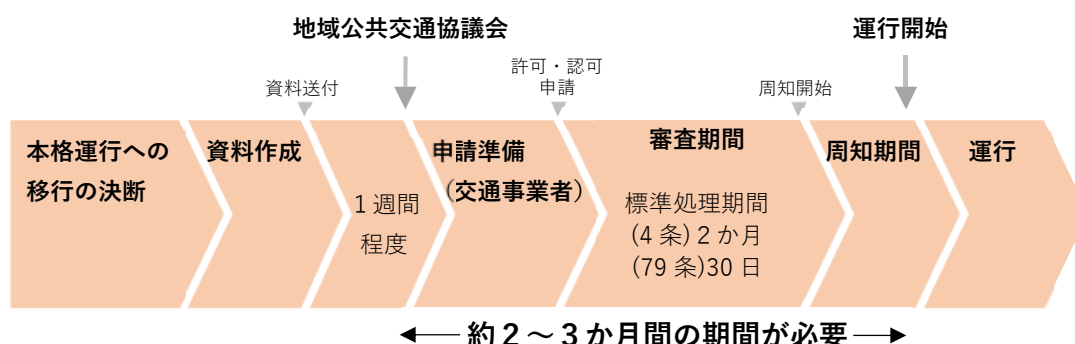 地域公共交通協議会
運行開始
資料送付
許可・認可
申請
周知開始
本格運行への
移行の決断
資料作成
1週間
程度
申請準備
(交通事業者)
審査期間
標準処理期間
(4条)2か月
(79条)30日
周知期間
運行
約2～3か月間の期間が必要